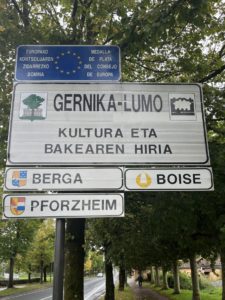 EUROPAKO
KONTSEILUAREN
ZIDARREZKO
DOMINA
MEDALLA
DE PLATA
DEL CONSEJO
DE EUROPA
GERNIKA-LUMO
KULTURA ETA
BAKEAREN HIRIA
BERGA
BOISE
PFORZHEIM